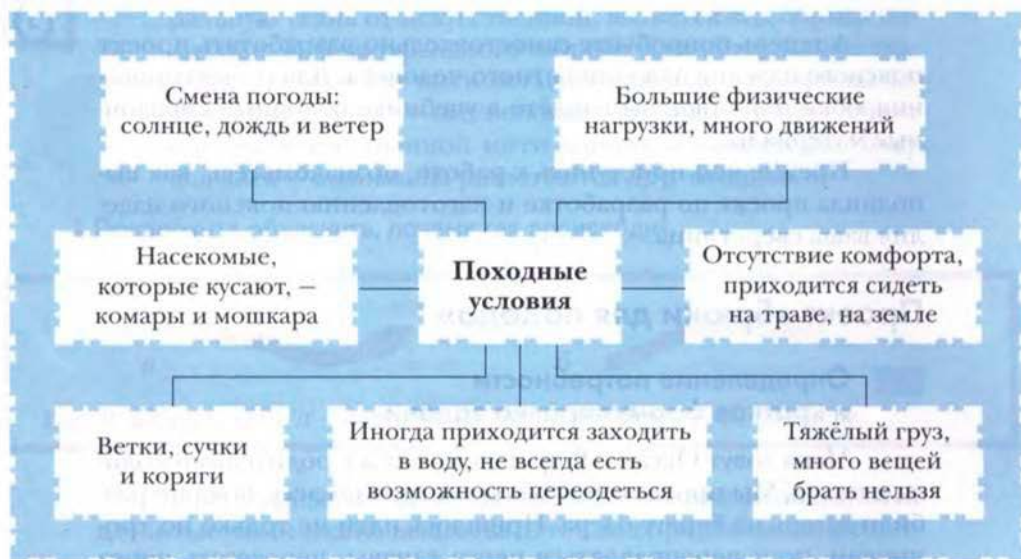 Смена погоды:
солнце, дождь и ветер
Большие физические
нагрузки, много движений
Насекомые,
которые кусают, –
комары и мошкара
Походные
условия
Отсутствие комфорта,
приходится сидеть
на траве, на земле
Ветки, сучки
и коряги
Иногда приходится заходить
в воду, не всегда есть
возможность переодеться
Тяжёлый груз,
много вещей
брать нельзя